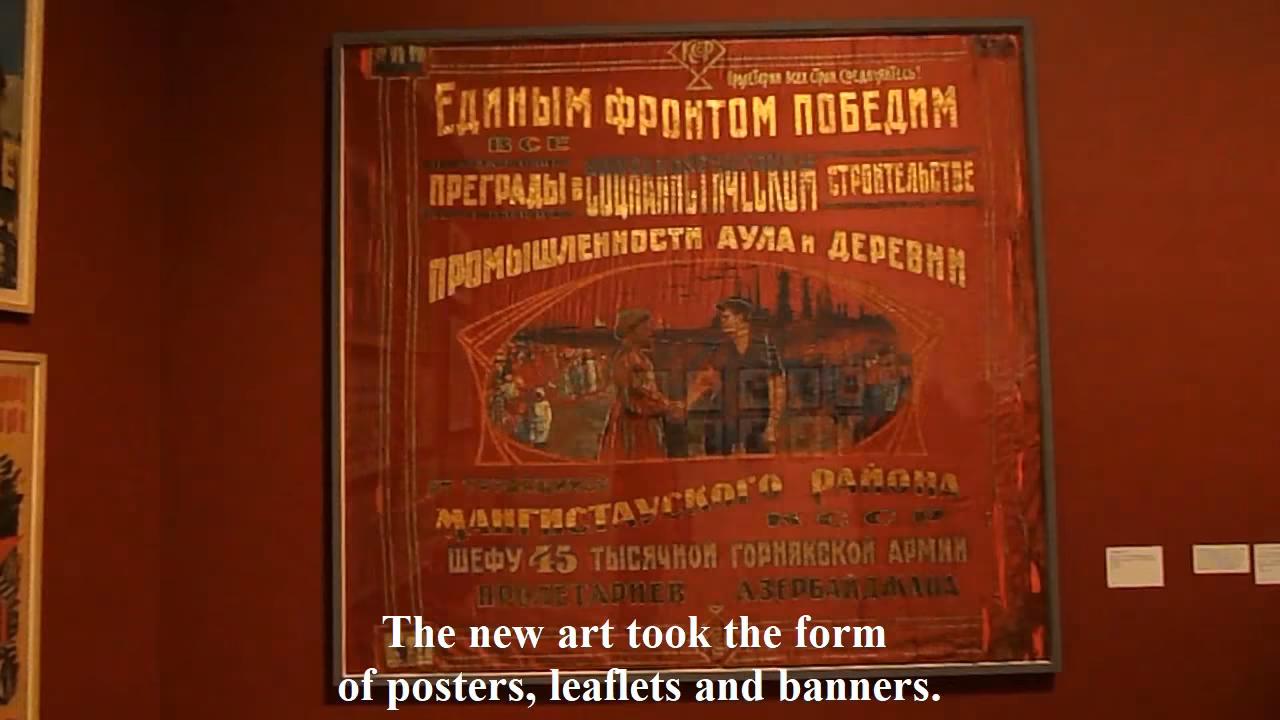 Пролетарии всех стран, соединяйтесь!
ЕДИНЫМ ФРОНТОМ ПОБЕДИМ
ВСЕ
ПРЕГРАДЫ в СОЦИАЛИСТИЧЕССКОМ СТРОИТЕЛЬСТВЕ
ПРОМЫШЛЕННОСТИ АУЛА и ДЕРЕВНИ
МАНГИСТАУСКОГО РАЙОНА
КССР
ШЕФУ 45 ТЫСЯЧНОЙ ГОРНЯКСКОЙ АРМИИ
ПРОЛЕТАРИЕВ АЗЕРБАЙДЖАНА
The new art took the form
of posters, leaflets and banners.